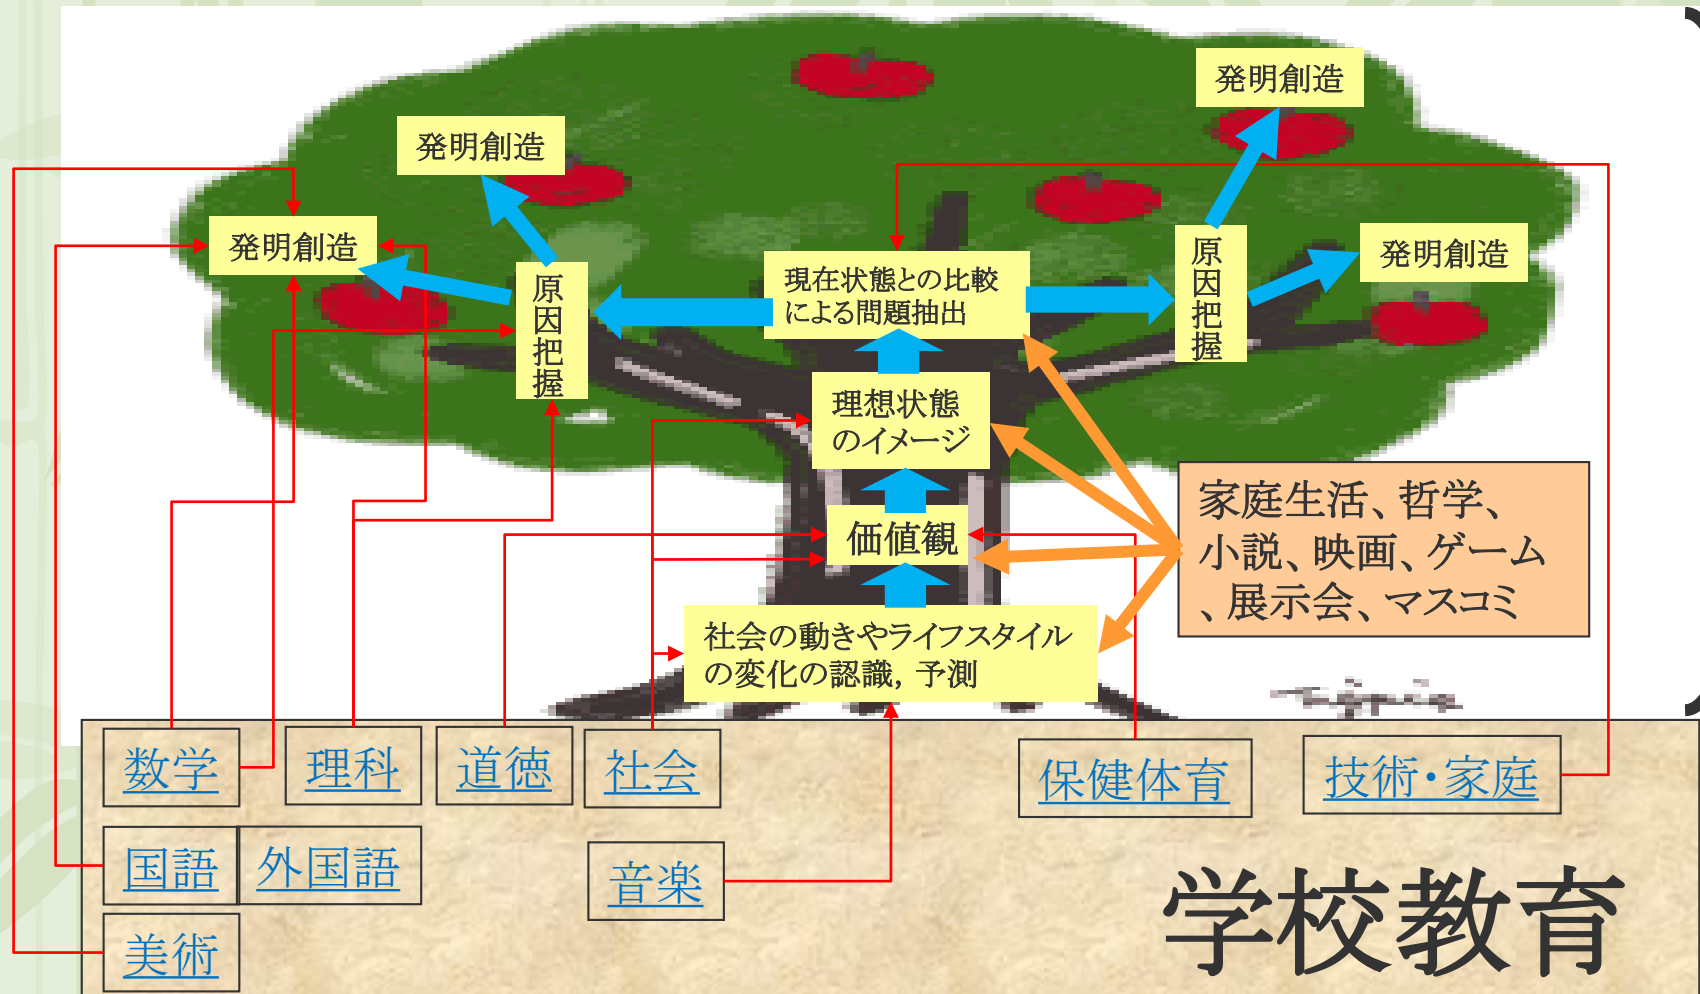 発明創造
発明創造
発明創造
発明創造
現在状態との比較
による問題抽出
原因把握
原因把握
理想状態
のイメージ
価値観
家庭生活、哲学、
小説、映画、ゲーム
、展示会、マスコミ
社会の動きやライフスタイル
の変化の認識, 予測
数学
理科
道徳
社会
保健体育
技術・家庭
国語
外国語
音楽
美術
学校教育